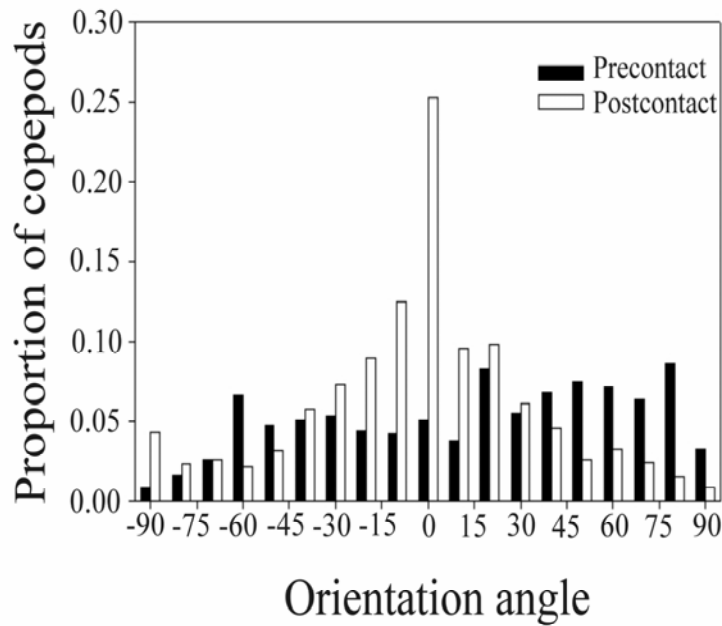 Proportion of copepods
0.30
0.25
0.20
0.15
0.10
0.05
0.00
Precontact
Postcontact
-90 -75 -60 -45 -30 -15 0 15 30 45 60 75 90
Orientation angle